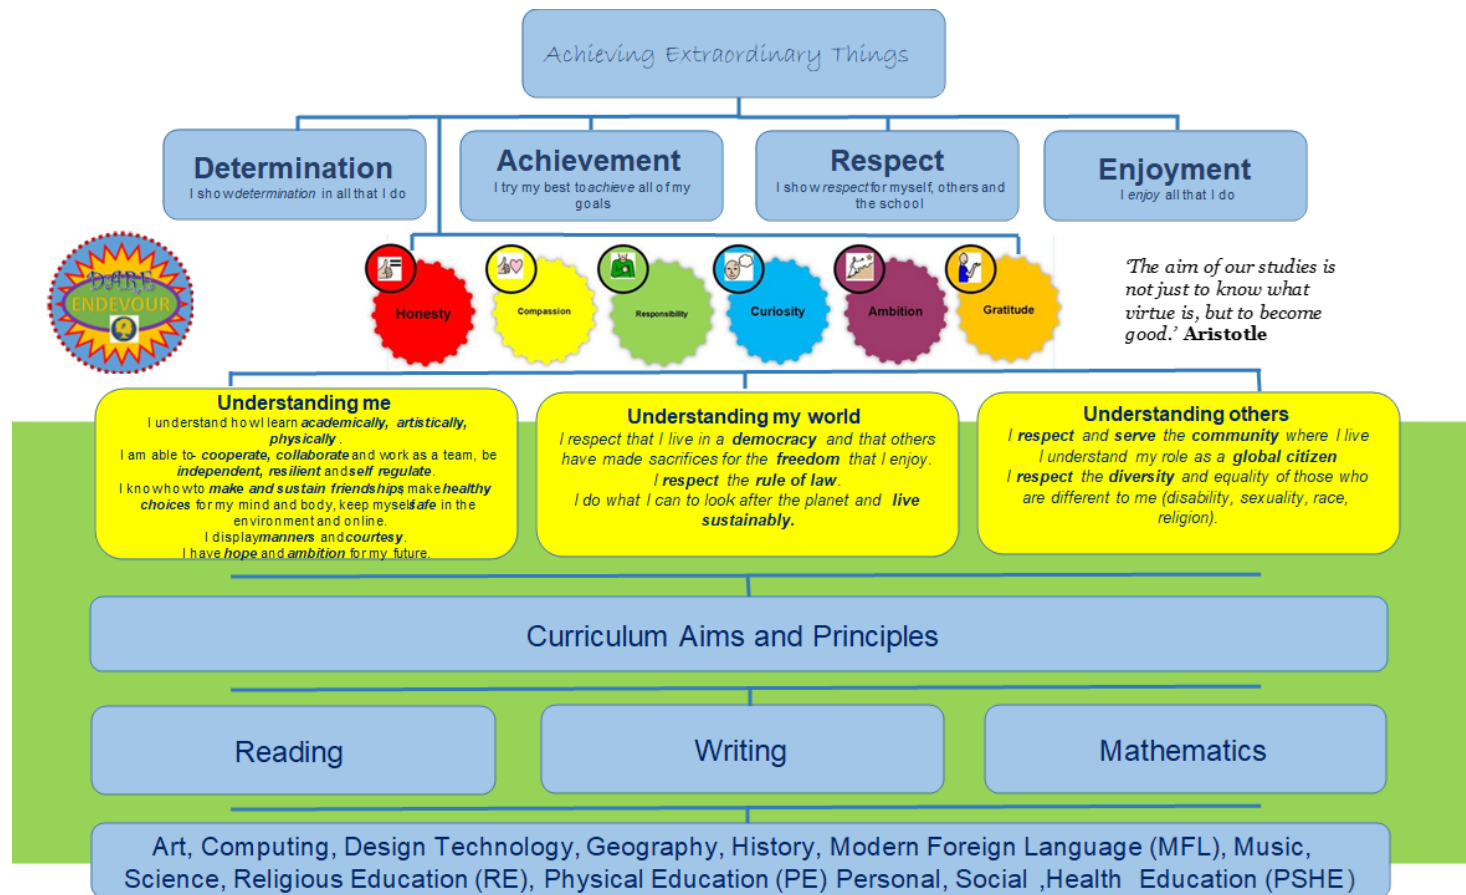 Achieving Extraordinary Things
Determination
I show determination in all that I do
Achievement
I try my best to achieve all of my
goals
Respect
I show respect for myself, others and
the school
Enjoyment
I enjoy all that I do
DARE
ENDEVOUR
Honesty
Compassion
Responsibility
Curiosity
Ambition
Gratitude
‘The aim of our studies is
not just to know what
virtue is, but to become
good.’ Aristotle
Understanding me
I understand how I learn academically, artistically,
physically .
I am able to- cooperate, collaborate and work as a team, be
independent, resilient and self regulate.
I know how to make and sustain friendships, make healthy
choices for my mind and body, keep myself safe in the
environment and online.
I display manners and courtesy.
I have hope and ambition for my future.
Understanding my world
I respect that I live in a democracy and that others
have made sacrifices for the freedom that I enjoy.
I respect the rule of law.
I do what I can to look after the planet and live
sustainably.
Understanding others
I respect and serve the community where I live
I understand my role as a global citizen
I respect the diversity and equality of those who
are different to me (disability, sexuality, race,
religion).
Curriculum Aims and Principles
Reading
Writing
Mathematics
Art, Computing, Design Technology, Geography, History, Modern Foreign Language (MFL), Music,
Science, Religious Education (RE), Physical Education (PE) Personal, Social ,Health Education (PSHE)